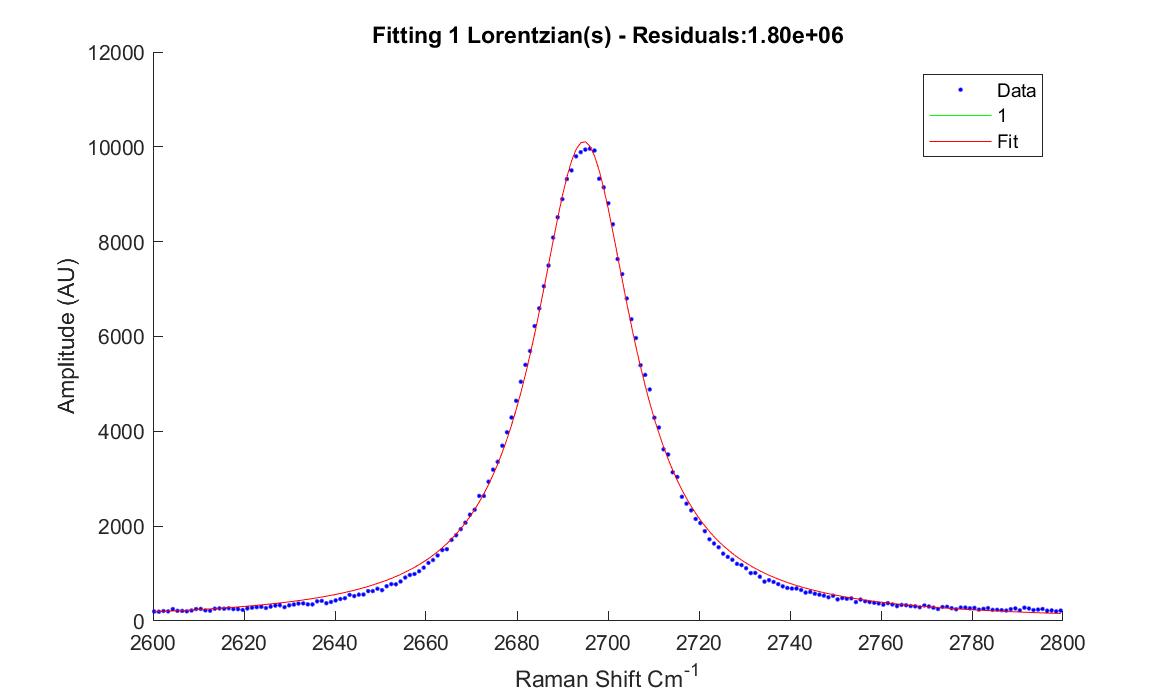 Fitting 1 Lorentzian(s) - Residuals:1.80e+06
12000
10000
8000
6000
4000
2000
0
Amplitude (AU)
Data
1
Fit
2600 2620 2640 2660 2680 2700 2720 2740 2760 2780 2800
Raman Shift Cm-1